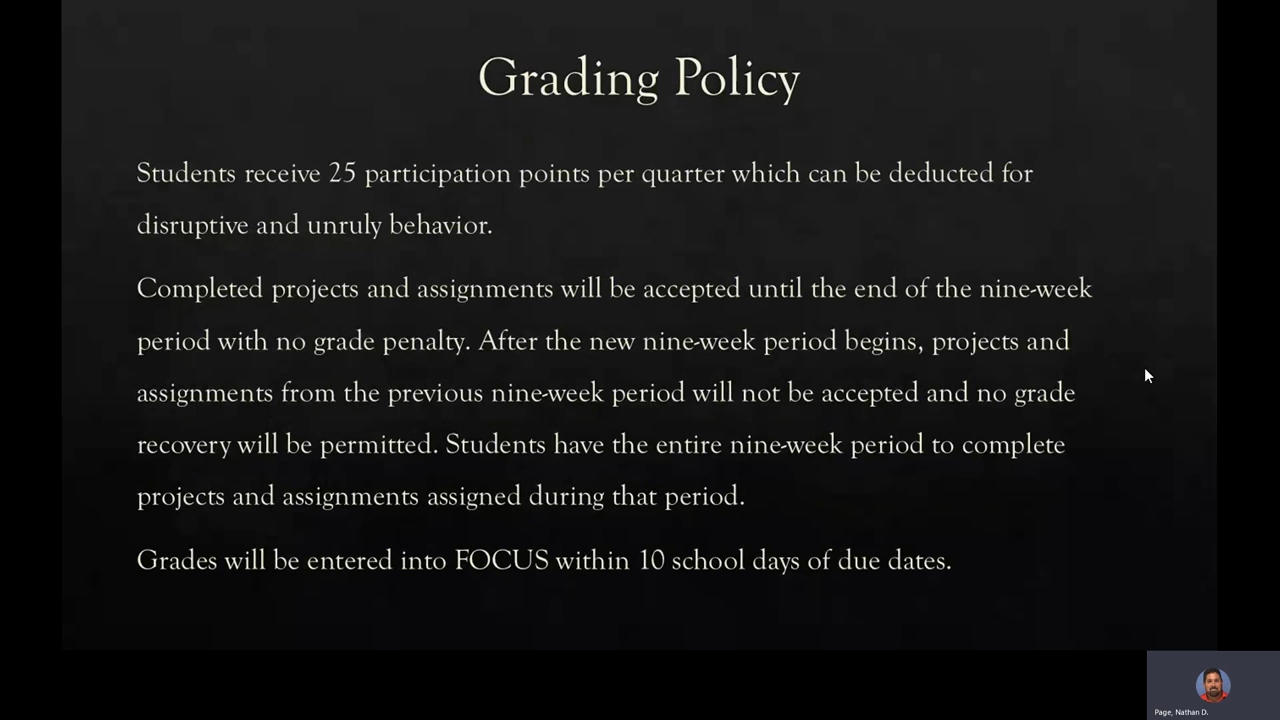 Grading Policy
Students receive 25 participation points per quarter which can be deducted for
disruptive and unruly behavior.
Completed projects and assignments will be accepted until the end of the nine-week
period with no grade penalty. After the new nine-week period begins, projects and
assignments from the previous nine-week period will not be accepted and no grade
recovery will be permitted. Students have the entire nine-week period to complete
projects and assignments assigned during that period.
Grades will be entered into FOCUS within 10 school days of due dates.
Page, Nathan D.